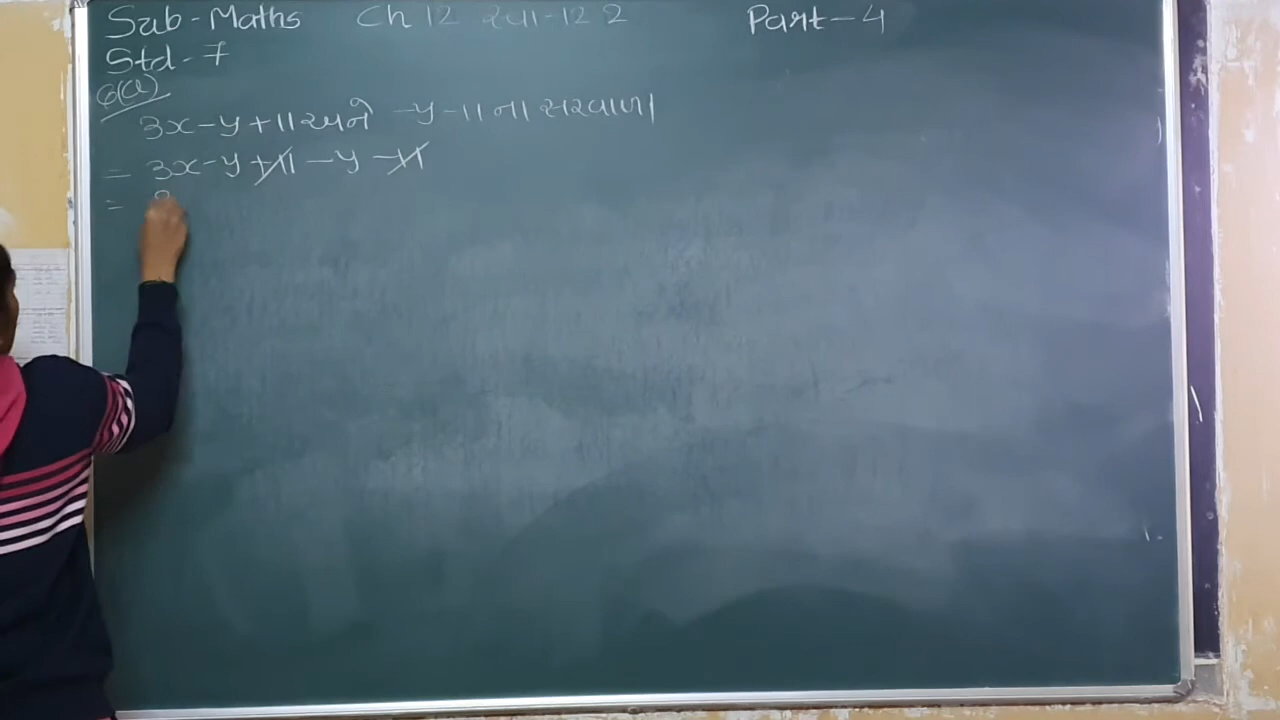 Sub - Maths Ch 12 સ્વા-12.2 Part - 4
Std - 7
6(a)
3x - y + 11 અને -y - 11 ના સરવાળા
= 3x - y + 11 - y - 11
= 3